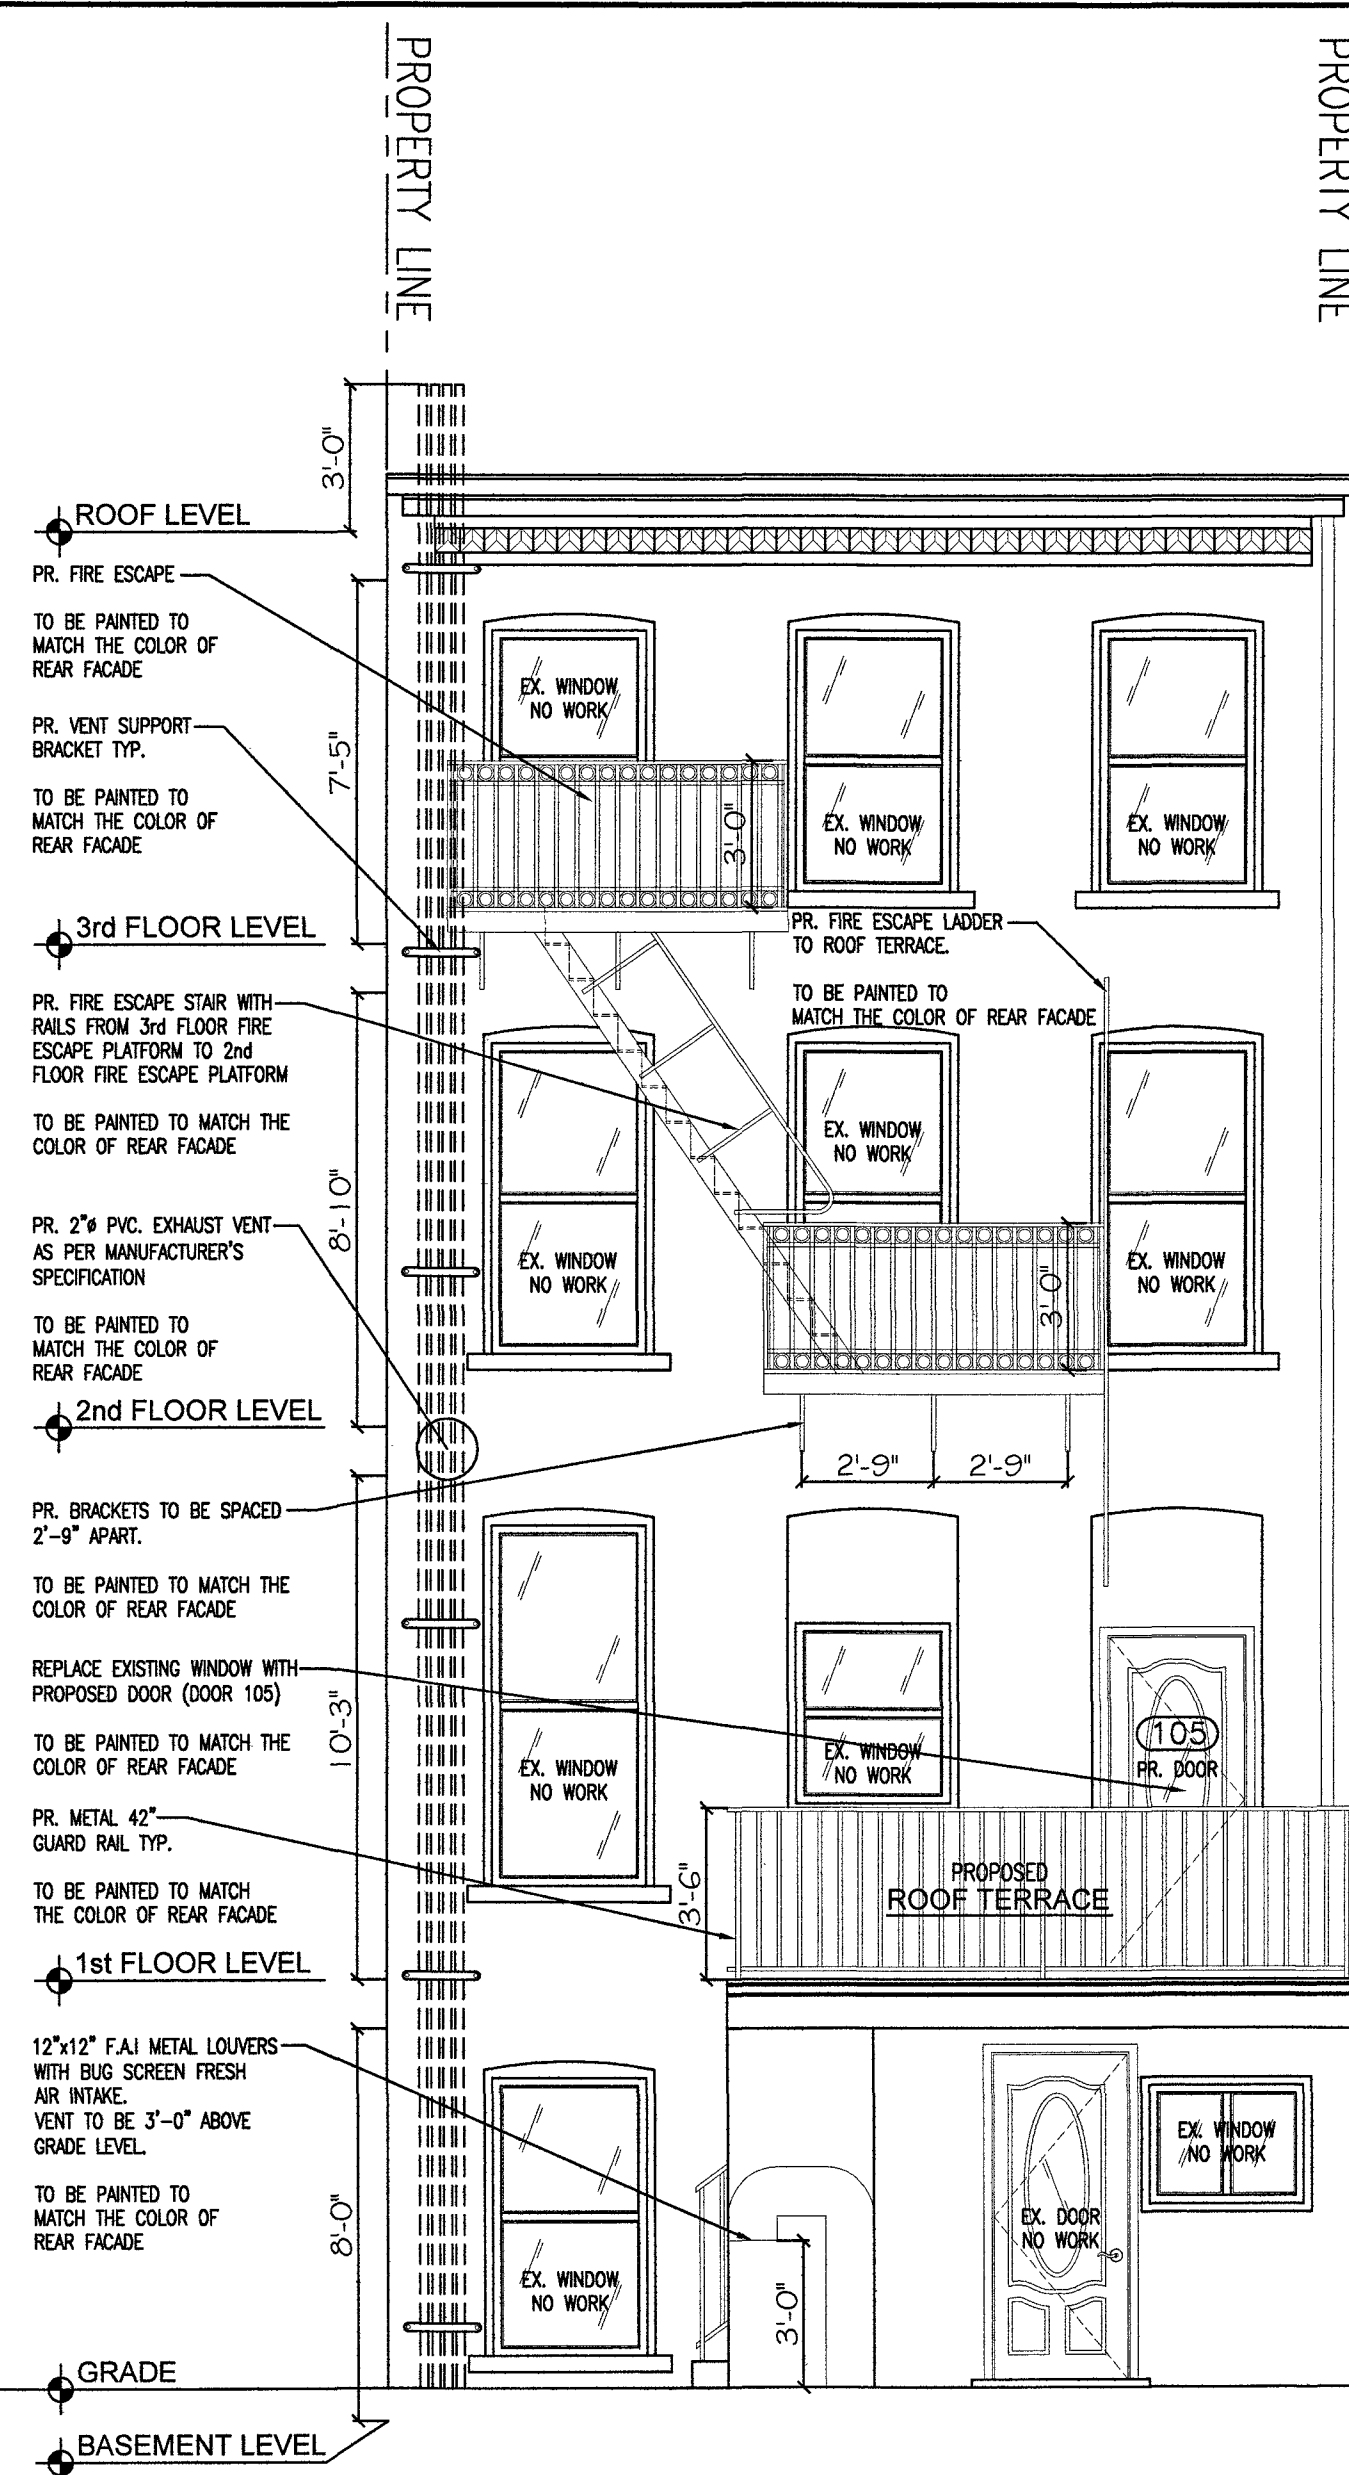 PROPERTY LINE
PROPERTY LINE
3'-0"
ROOF LEVEL
PR. FIRE ESCAPE
TO BE PAINTED TO
MATCH THE COLOR OF
REAR FACADE
EX. WINDOW
NO WORK
PR. VENT SUPPORT
BRACKET TYP.
7'-5"
TO BE PAINTED TO
MATCH THE COLOR OF
REAR FACADE
3'-0"
EX. WINDOW
NO WORK
EX. WINDOW
NO WORK
3rd FLOOR LEVEL
PR. FIRE ESCAPE LADDER
TO ROOF TERRACE.
TO BE PAINTED TO
MATCH THE COLOR OF REAR FACADE
PR. FIRE ESCAPE STAIR WITH
RAILS FROM 3rd FLOOR FIRE
ESCAPE PLATFORM TO 2nd
FLOOR FIRE ESCAPE PLATFORM
TO BE PAINTED TO MATCH THE
COLOR OF REAR FACADE
EX. WINDOW
NO WORK
8'-10"
PR. 2"ø PVC. EXHAUST VENT
AS PER MANUFACTURER'S
SPECIFICATION
TO BE PAINTED TO
MATCH THE COLOR OF
REAR FACADE
EX. WINDOW
NO WORK
3'-0"
EX. WINDOW
NO WORK
2nd FLOOR LEVEL
2'-9"
2'-9"
PR. BRACKETS TO BE SPACED
2'-9" APART.
TO BE PAINTED TO MATCH THE
COLOR OF REAR FACADE
REPLACE EXISTING WINDOW WITH
PROPOSED DOOR (DOOR 105)
TO BE PAINTED TO MATCH THE
COLOR OF REAR FACADE
10'-3"
EX. WINDOW
NO WORK
EX. WINDOW
NO WORK
105
PR. DOOR
PR. METAL 42"
GUARD RAIL TYP.
TO BE PAINTED TO MATCH
THE COLOR OF REAR FACADE
3'-6"
PROPOSED
ROOF TERRACE
1st FLOOR LEVEL
12"x12" F.A.I METAL LOUVERS
WITH BUG SCREEN FRESH
AIR INTAKE.
VENT TO BE 3'-0" ABOVE
GRADE LEVEL.
TO BE PAINTED TO
MATCH THE COLOR OF
REAR FACADE
8'-0"
EX. WINDOW
NO WORK
3'-0"
EX. DOOR
NO WORK
EX. WINDOW
NO WORK
GRADE
BASEMENT LEVEL